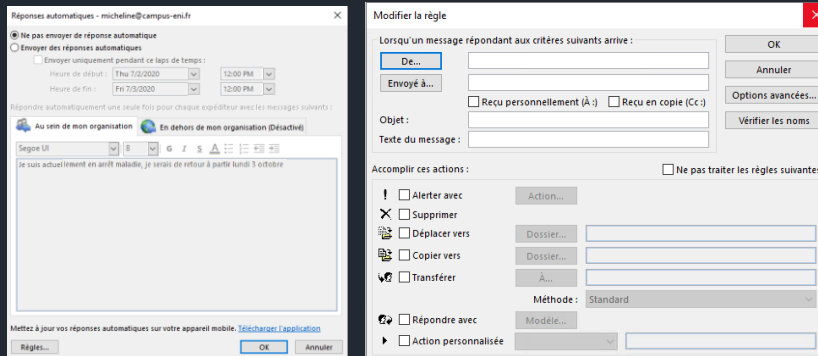 Réponses automatiques - micheline@campus-eni.fr
Ne pas envoyer de réponse automatique
Envoyer des réponses automatiques
Envoyer uniquement pendant ce laps de temps :
Heure de début : Thu 7/2/2020 12:00 PM
Heure de fin : Fri 7/3/2020 12:00 PM
Répondre automatiquement une seule fois pour chaque expéditeur avec les messages suivants :
Au sein de mon organisation En dehors de mon organisation (Désactivé)
Segoe UI 8 G I S A
Je suis actuellement en arrêt maladie, je serais de retour à partir lundi 3 octobre
Mettez à jour vos réponses automatiques sur votre appareil mobile. Télécharger l'application
Règles... OK Annuler
Modifier la règle
Lorsqu'un message répondant aux critères suivants arrive :
De...
Envoyé à...
Reçu personnellement (À :) Reçu en copie (Cc :)
Objet :
Texte du message :
OK
Annuler
Options avancées...
Vérifier les noms
Accomplir ces actions : Ne pas traiter les règles suivantes
Alerter avec Action...
Supprimer
Déplacer vers Dossier...
Copier vers Dossier...
Transférer À...
Méthode : Standard
Répondre avec Modèle...
Action personnalisée